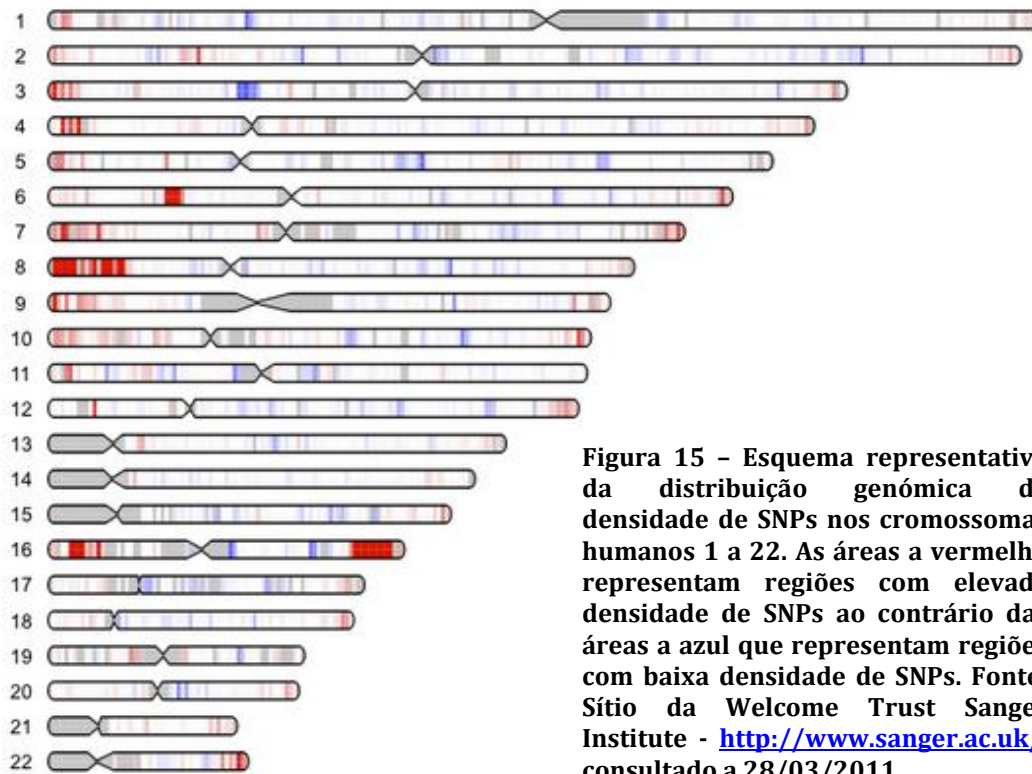 1
2
3
4
5
6
7
8
9
10
11
12
13
14
15
16
17
18
19
20
21
22
Figura 15 – Esquema representativ
da distribuição genómica d
densidade de SNPs nos cromossoma
humanos 1 a 22. As áreas a vermelh
representam regiões com elevad
densidade de SNPs ao contrário da
áreas a azul que representam regiõe
com baixa densidade de SNPs. Fonte
Sítio da Welcome Trust Sange
Institute - http://www.sanger.ac.uk/
consultado a 28/03/2011